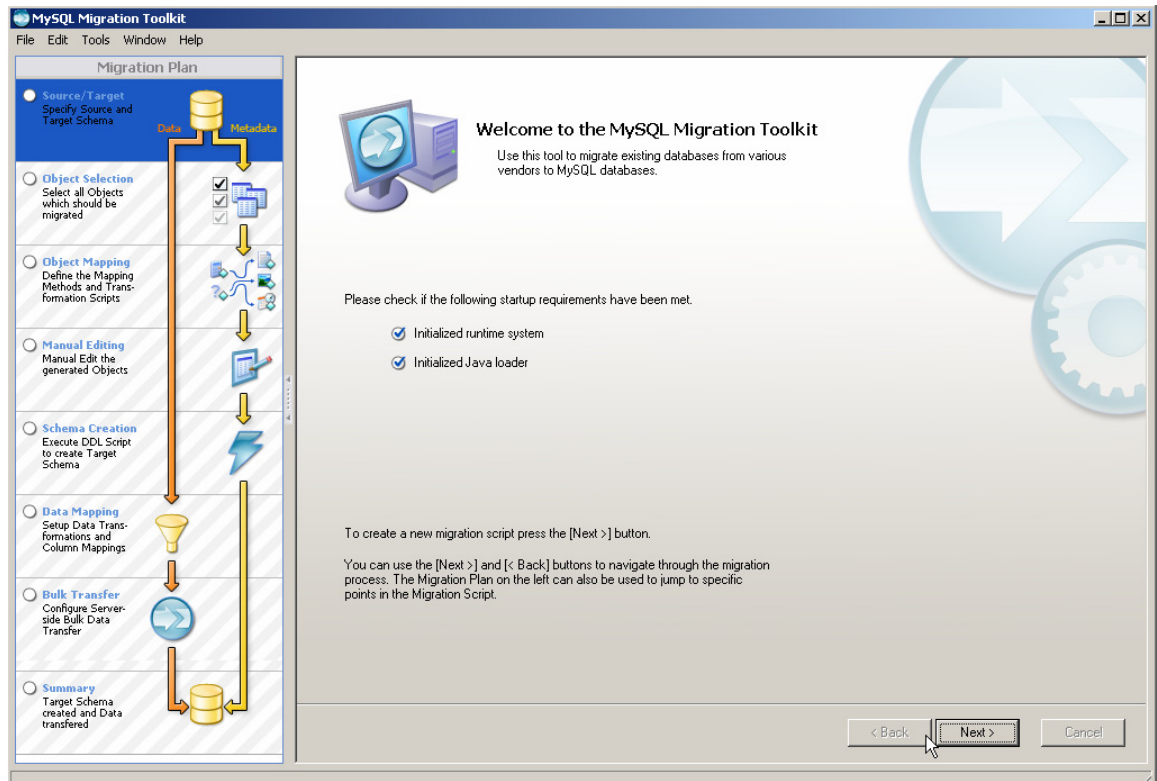 MySQL Migration Toolkit
File Edit Tools Window Help
Migration Plan
Source/Target
Specify Source and
Target Schema
Data
Metadata
Object Selection
Select all Objects
which should be
migrated
Object Mapping
Define the Mapping
Methods and Trans-
formation Scripts
Manual Editing
Manual Edit the
generated Objects
Schema Creation
Execute DDL Script
to create Target
Schema
Data Mapping
Setup Data Trans-
formations and
Column Mappings
Bulk Transfer
Configure Server-
side Bulk Data
Transfer
Summary
Target Schema
created and Data
transfered
Welcome to the MySQL Migration Toolkit
Use this tool to migrate existing databases from various
vendors to MySQL databases.
Please check if the following startup requirements have been met.
Initialized runtime system
Initialized Java loader
To create a new migration script press the [Next >] button.
You can use the [Next >] and [< Back] buttons to navigate through the migration
process. The Migration Plan on the left can also be used to jump to specific
points in the Migration Script.
< Back Next > Cancel